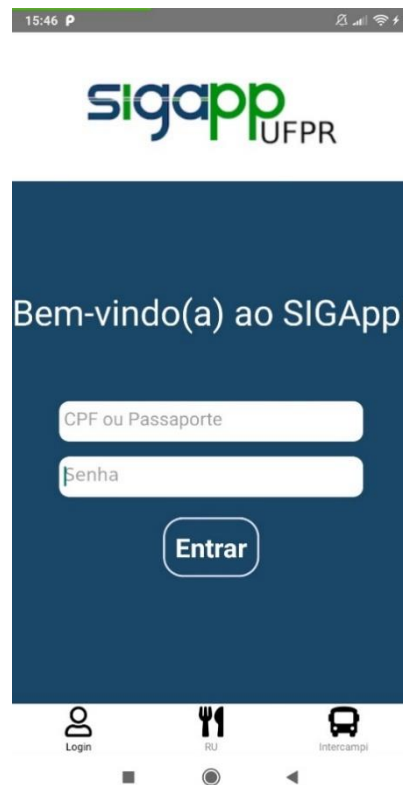 15:46
sigapp
UFPR
Bem-vindo(a) ao SIGApp
CPF ou Passaporte
Senha
Entrar
Login
RU
Intercampi